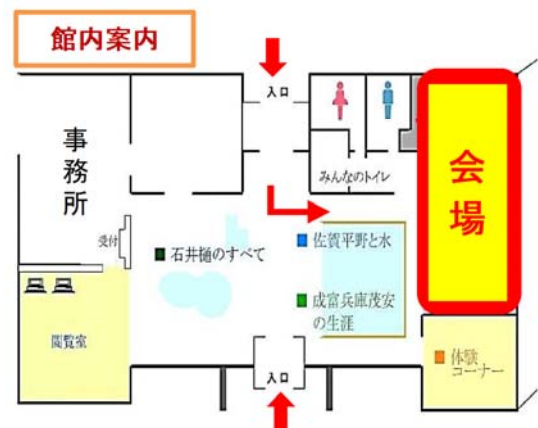 館内案内
入口
事務所
みんなのトイレ
会場
受付
石井樋のすべて
佐賀平野と水
成富兵庫茂安
の生涯
閲覧室
体験
コーナー
入口